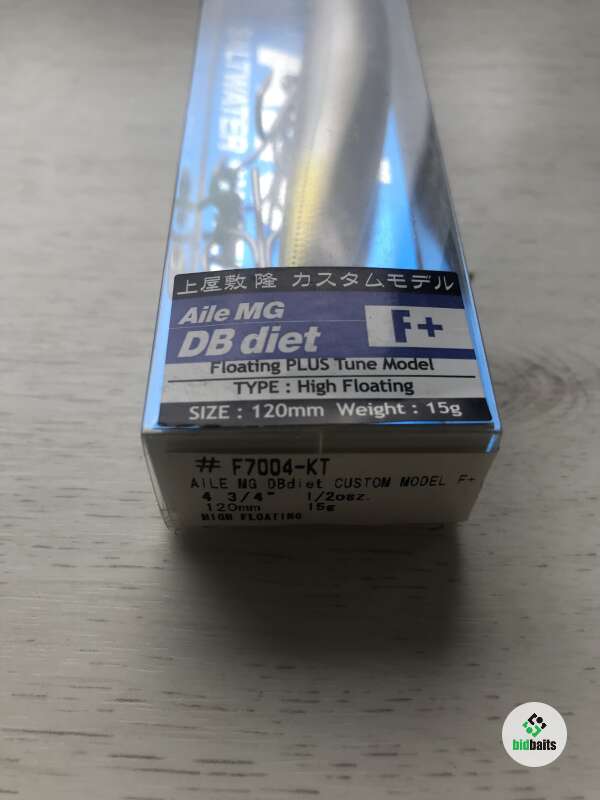 SALTWATER
上屋敷 隆 カスタムモデル
Aile MG
DB diet F+
Floating PLUS Tune Model
TYPE : High Floating
SIZE : 120mm Weight : 15g
# F7004-KT
AILE MG DBdiet CUSTOM MODEL F+
4 3/4" 1/2osz.
120mm 15g
HIGH FLOATING
bidbaits